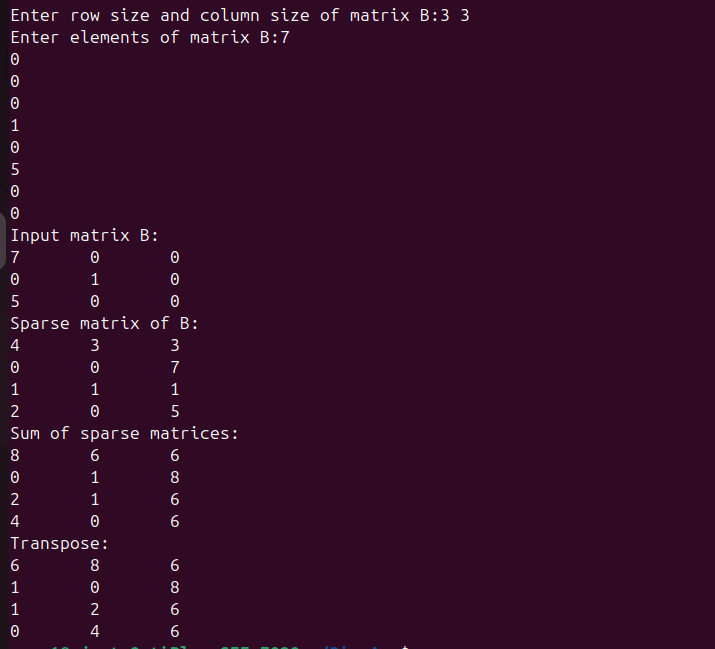 Enter row size and column size of matrix B:3 3
Enter elements of matrix B:7
0
0
0
1
0
5
0
0
Input matrix B:
7 0 0
0 1 0
5 0 0
Sparse matrix of B:
4 3 3
0 0 7
1 1 1
2 0 5
Sum of sparse matrices:
8 6 6
0 1 8
2 1 6
4 0 6
Transpose:
6 8 6
1 0 8
1 2 6
0 4 6